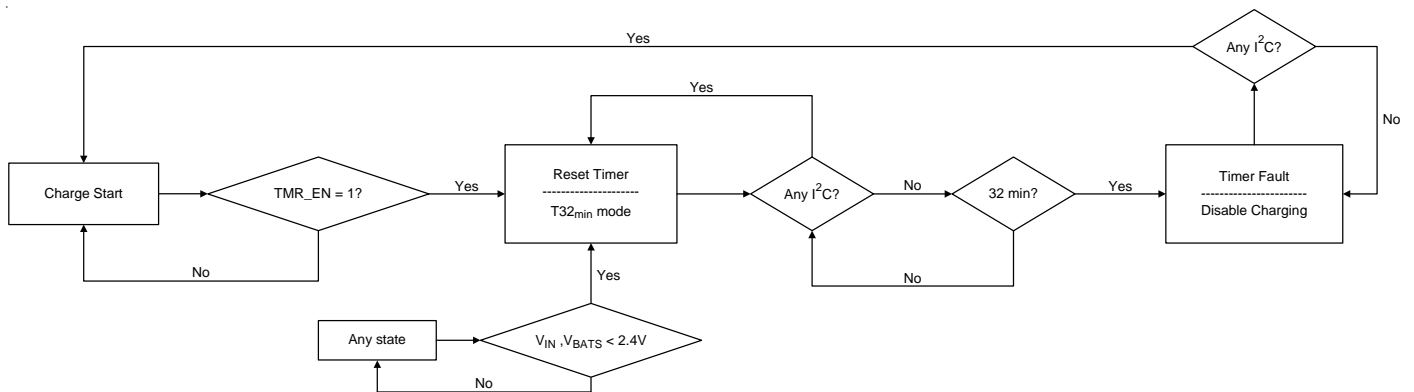 Yes
Any I²C?
No
Yes
Charge Start
TMR_EN = 1?
Yes
Reset Timer
----------------------
T32min mode
Any I²C?
No
32 min?
Yes
Timer Fault
------------------------
Disable Charging
No
No
Yes
Any state
VIN ,VBATS < 2.4V
No